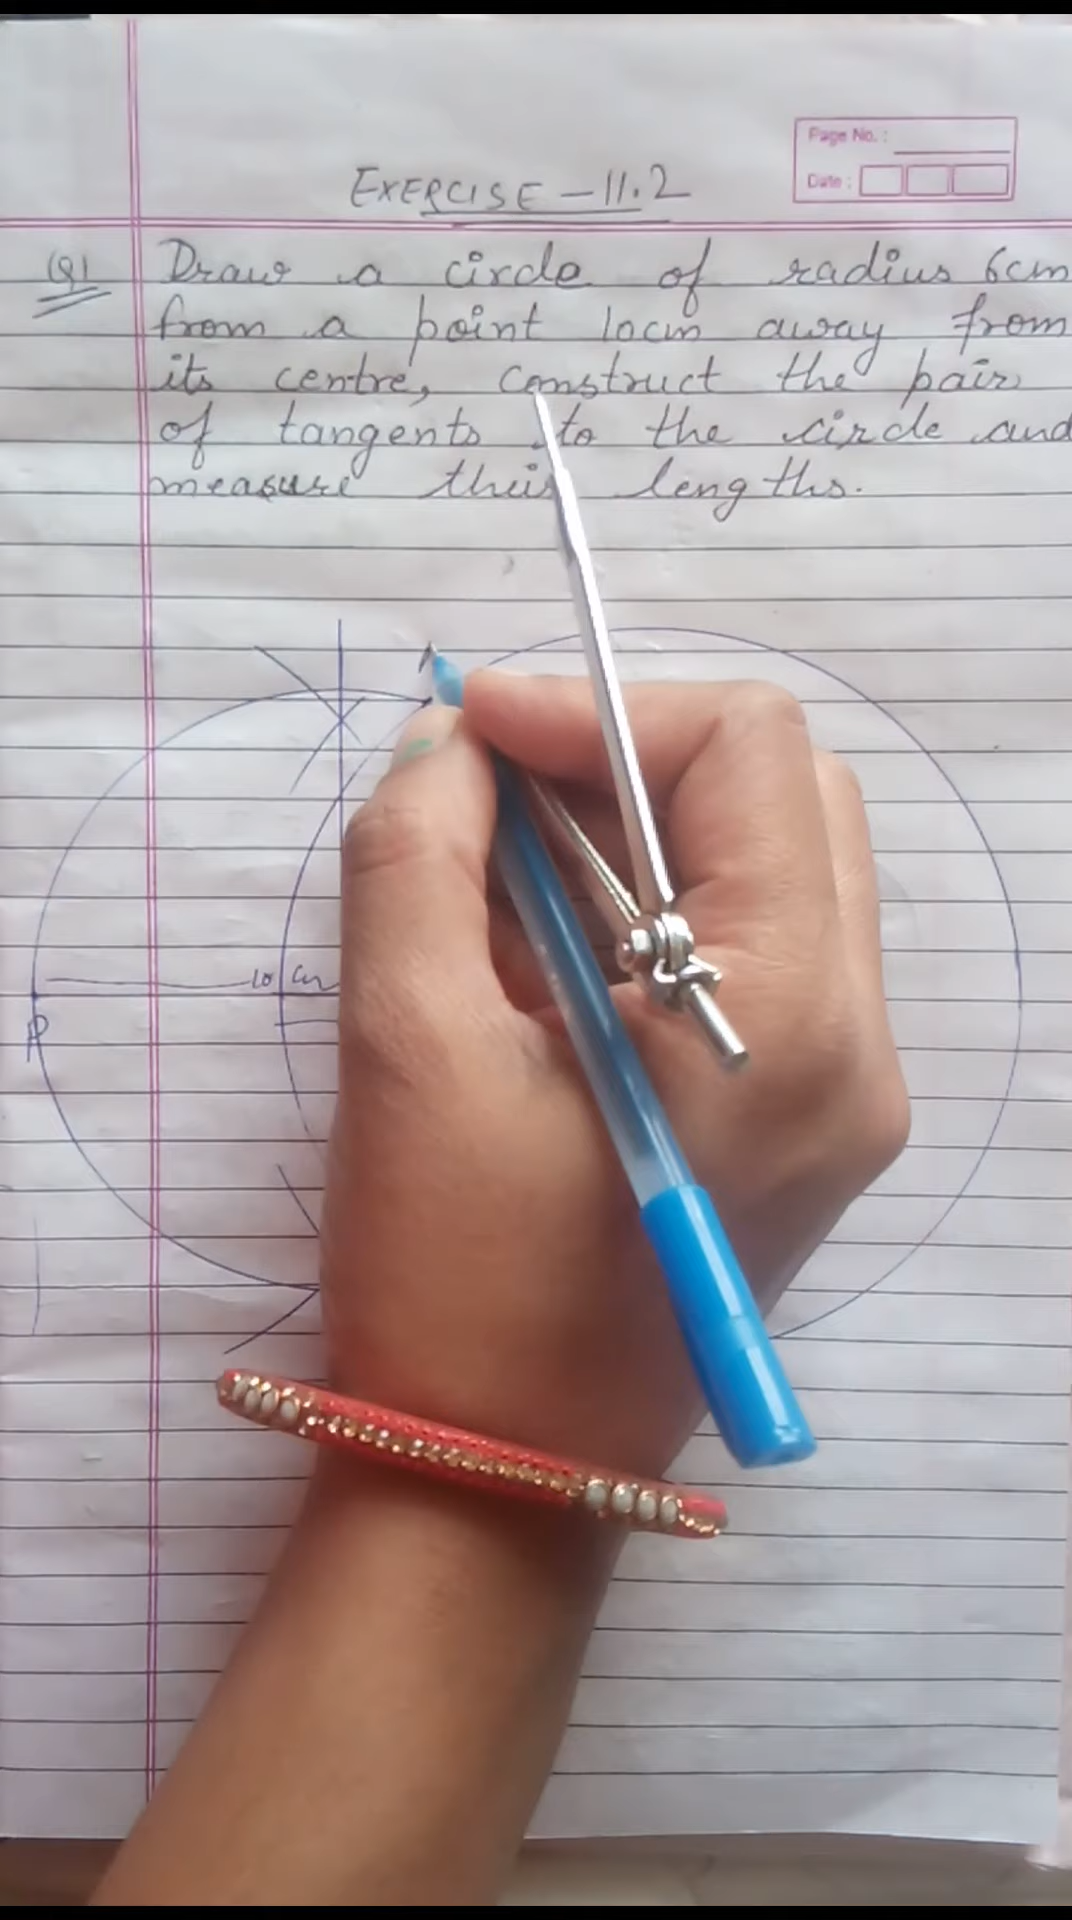 Page No. :
Date :
EXERCISE - 11.2
Q1 Draw a circle of radius 6cm
from a point 10cm away from
its centre, construct the pair
of tangents to the circle and
measure their lengths.
10 cm
P